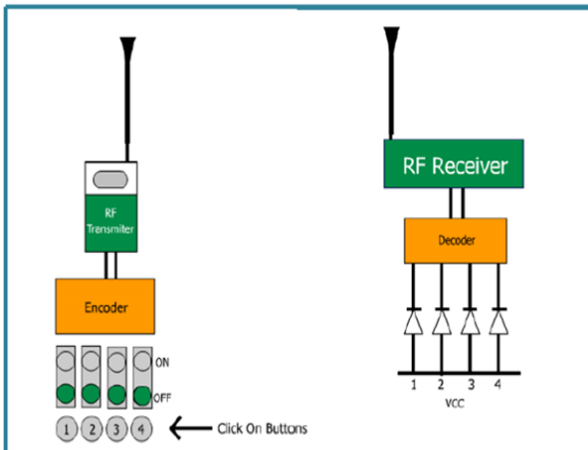 RF
Transmiter
Encoder
ON
OFF
1 2 3 4
Click On Buttons
RF Receiver
Decoder
1 2 3 4
VCC